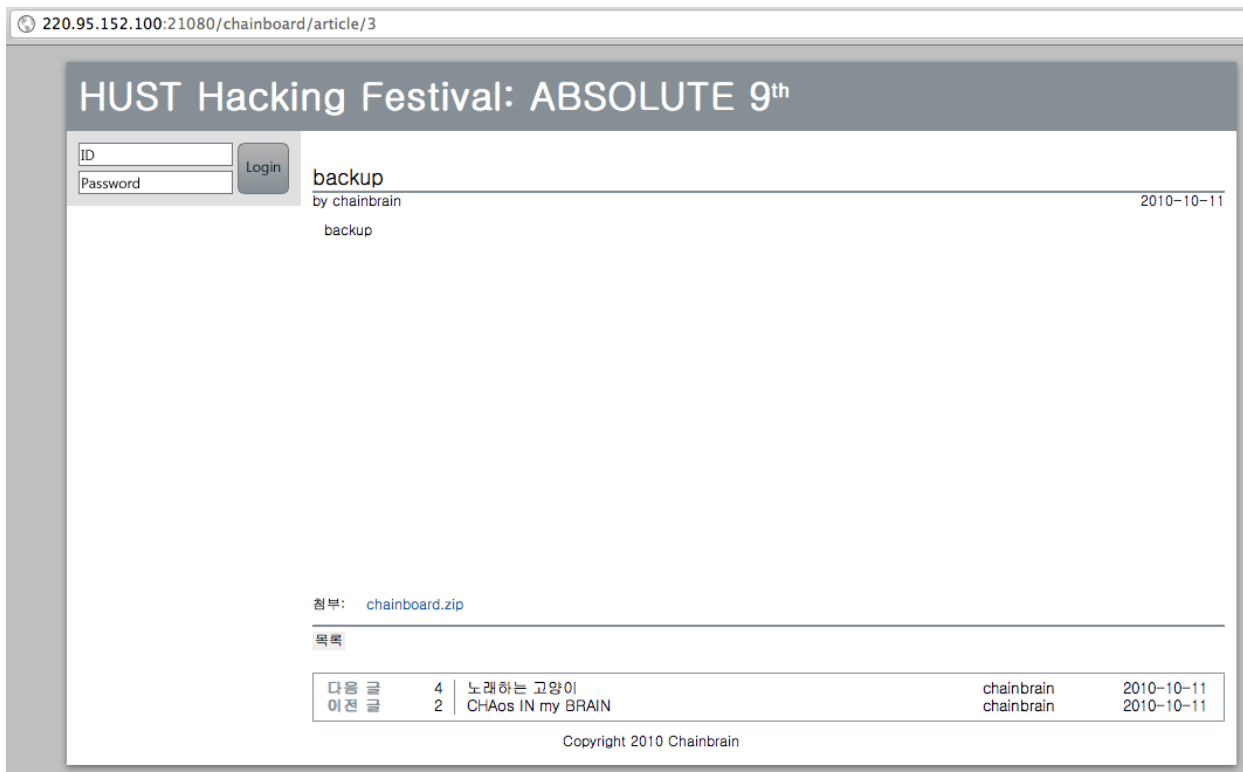 220.95.152.100:21080/chainboard/article/3
HUST Hacking Festival: ABSOLUTE 9th
ID
Password
Login
backup
by chainbrain 2010-10-11
backup
첨부: chainboard.zip
목록
다음 글 4 노래하는 고양이 chainbrain 2010-10-11
이전 글 2 CHAos IN my BRAIN chainbrain 2010-10-11
Copyright 2010 Chainbrain